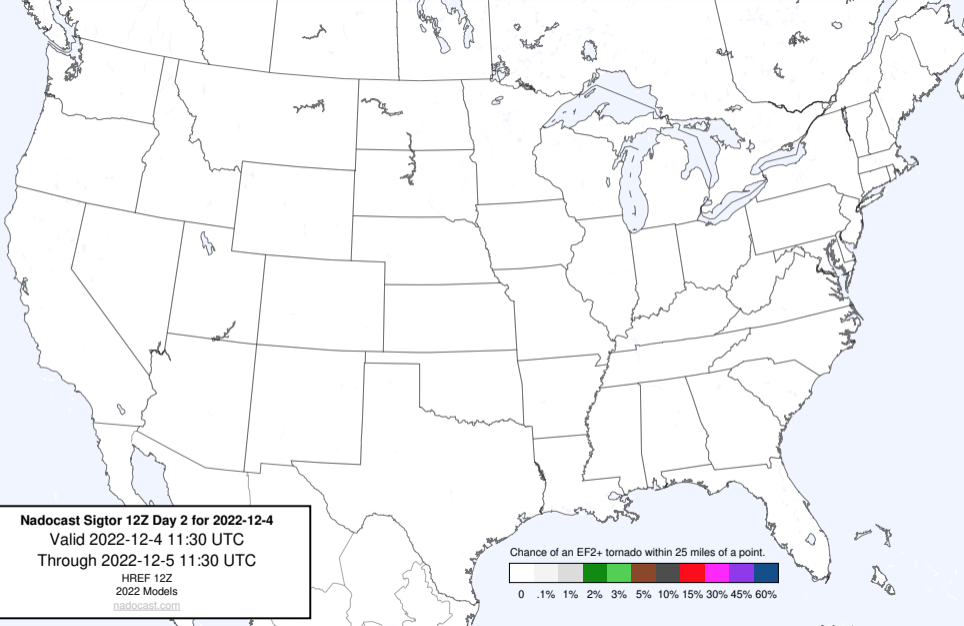 Nadocast Sigtor 12Z Day 2 for 2022-12-4
Valid 2022-12-4 11:30 UTC
Through 2022-12-5 11:30 UTC
HREF 12Z
2022 Models
nadocast.com
Chance of an EF2+ tornado within 25 miles of a point.
0 .1% 1% 2% 3% 5% 10% 15% 30% 45% 60%